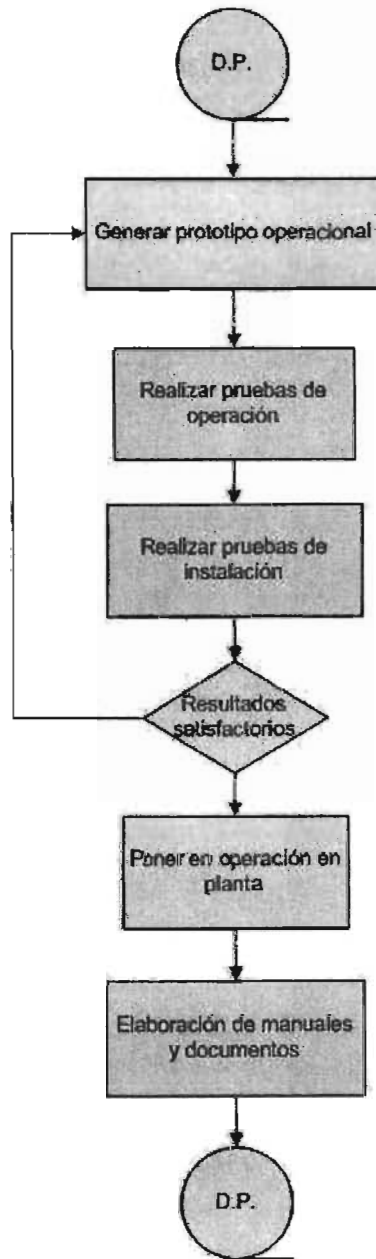 D.P.
Generar prototipo operacional
Realizar pruebas de
operación
Realizar pruebas de
instalación
Resultados
satisfactorios
Poner en operación en
planta
Elaboración de manuales
y documentos
D.P.